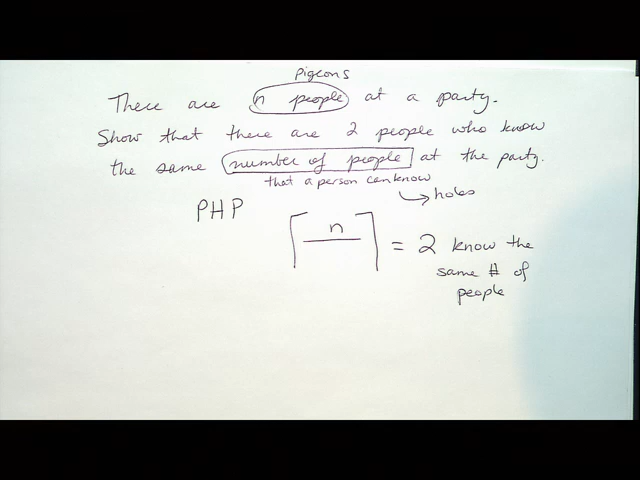 pigeons
There are n people at a party.
Show that there are 2 people who know
the same number of people at the party.
that a person can know
→ holes
PHP
⌈n/ ⌉ = 2 know the
same # of
people